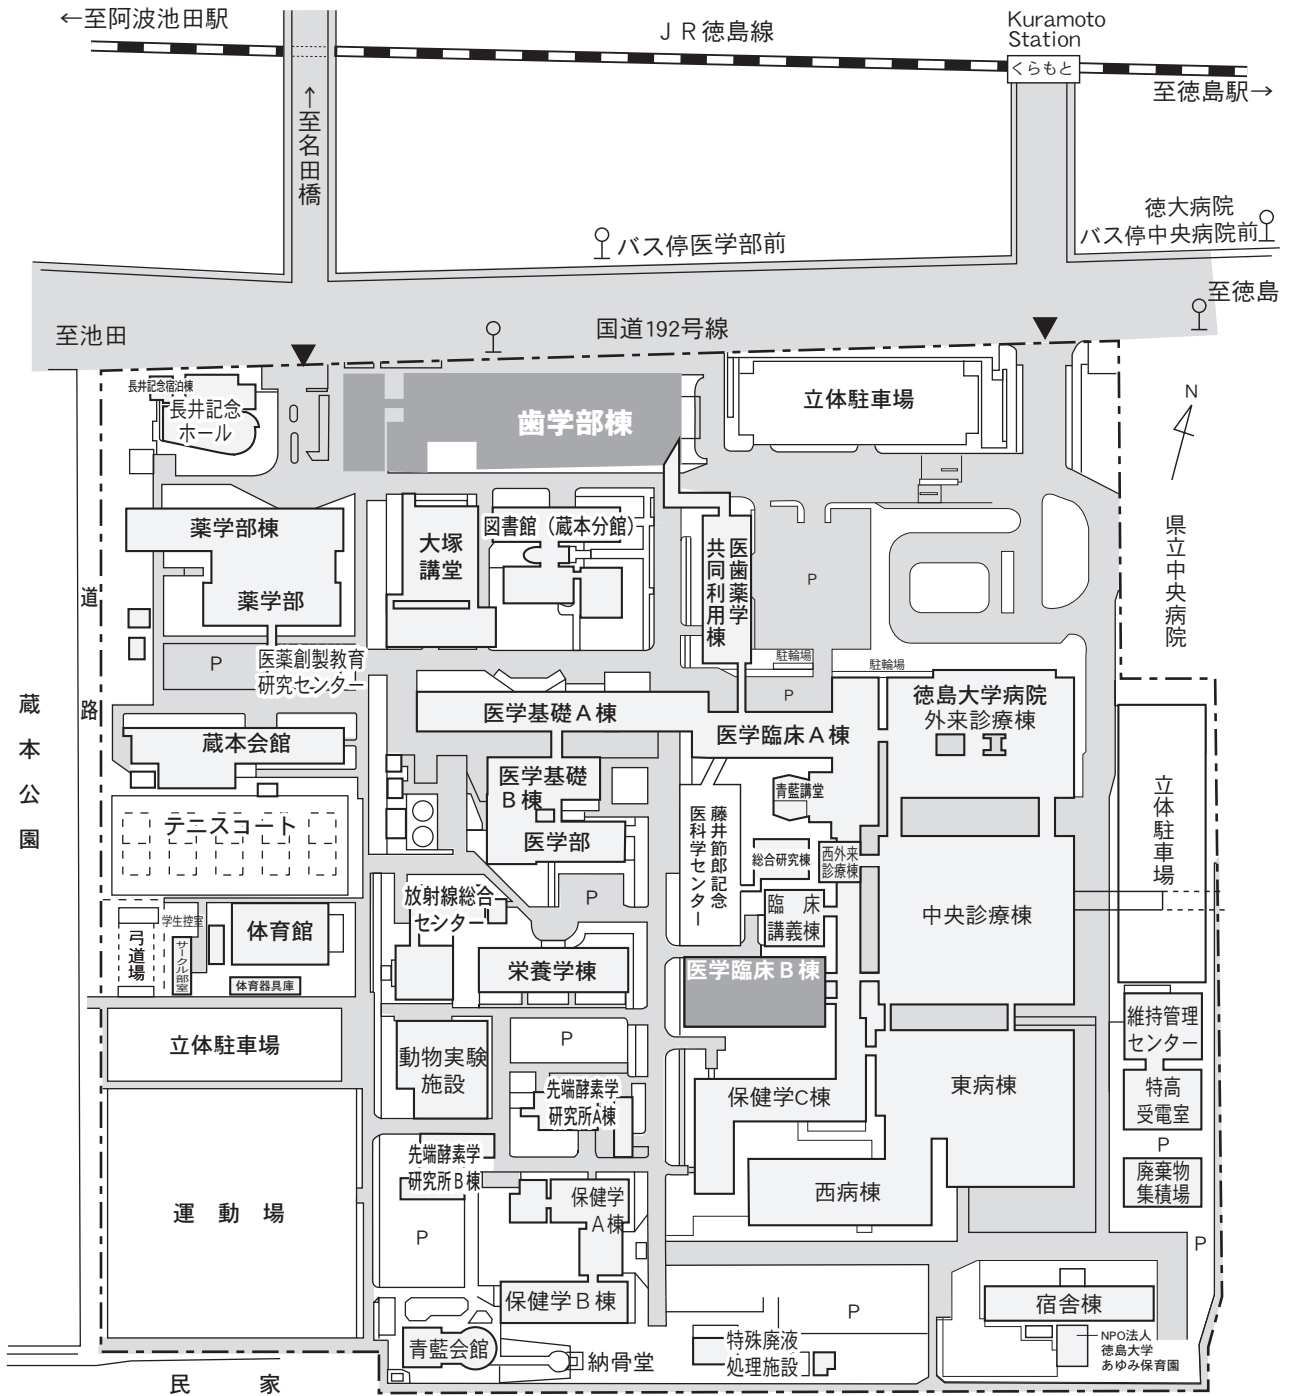 ←至阿波池田駅
ＪＲ徳島線
Kuramoto
Station
くらもと
至徳島駅→
←至名田橋
徳大病院
バス停中央病院前
バス停医学部前
至徳島
至池田
国道192号線
長井記念宿泊棟
長井記念
ホール
歯学部棟
立体駐車場
N
県立中央病院
薬学部棟
薬学部
大塚
講堂
図書館（蔵本分館）
医歯薬学
共同利用棟
P
道路
P
医薬創製教育
研究センター
駐輪場
駐輪場
P
蔵本公園
医学基礎Ａ棟
医学臨床Ａ棟
徳島大学病院
外来診療棟
蔵本会館
医学基礎
Ｂ棟
医学部
青藍講堂
藤井節郎記念
医科学センター
総合研究棟
西外来
診療棟
立体駐車場
テニスコート
放射線総合
センター
P
臨　床
講義棟
中央診療棟
弓道場
学生控室
サークル部室
体育館
体育器具庫
栄養学棟
医学臨床Ｂ棟
維持管理
センター
立体駐車場
動物実験
施設
P
先端酵素学
研究所A棟
保健学C棟
東病棟
特高
受電室
P
廃棄物
集積場
先端酵素学
研究所Ｂ棟
保健学
Ａ棟
西病棟
運動場
P
P
保健学Ｂ棟
P
宿舎棟
青藍会館
納骨堂
特殊廃液
処理施設
NPO法人
徳島大学
あゆみ保育園
民家